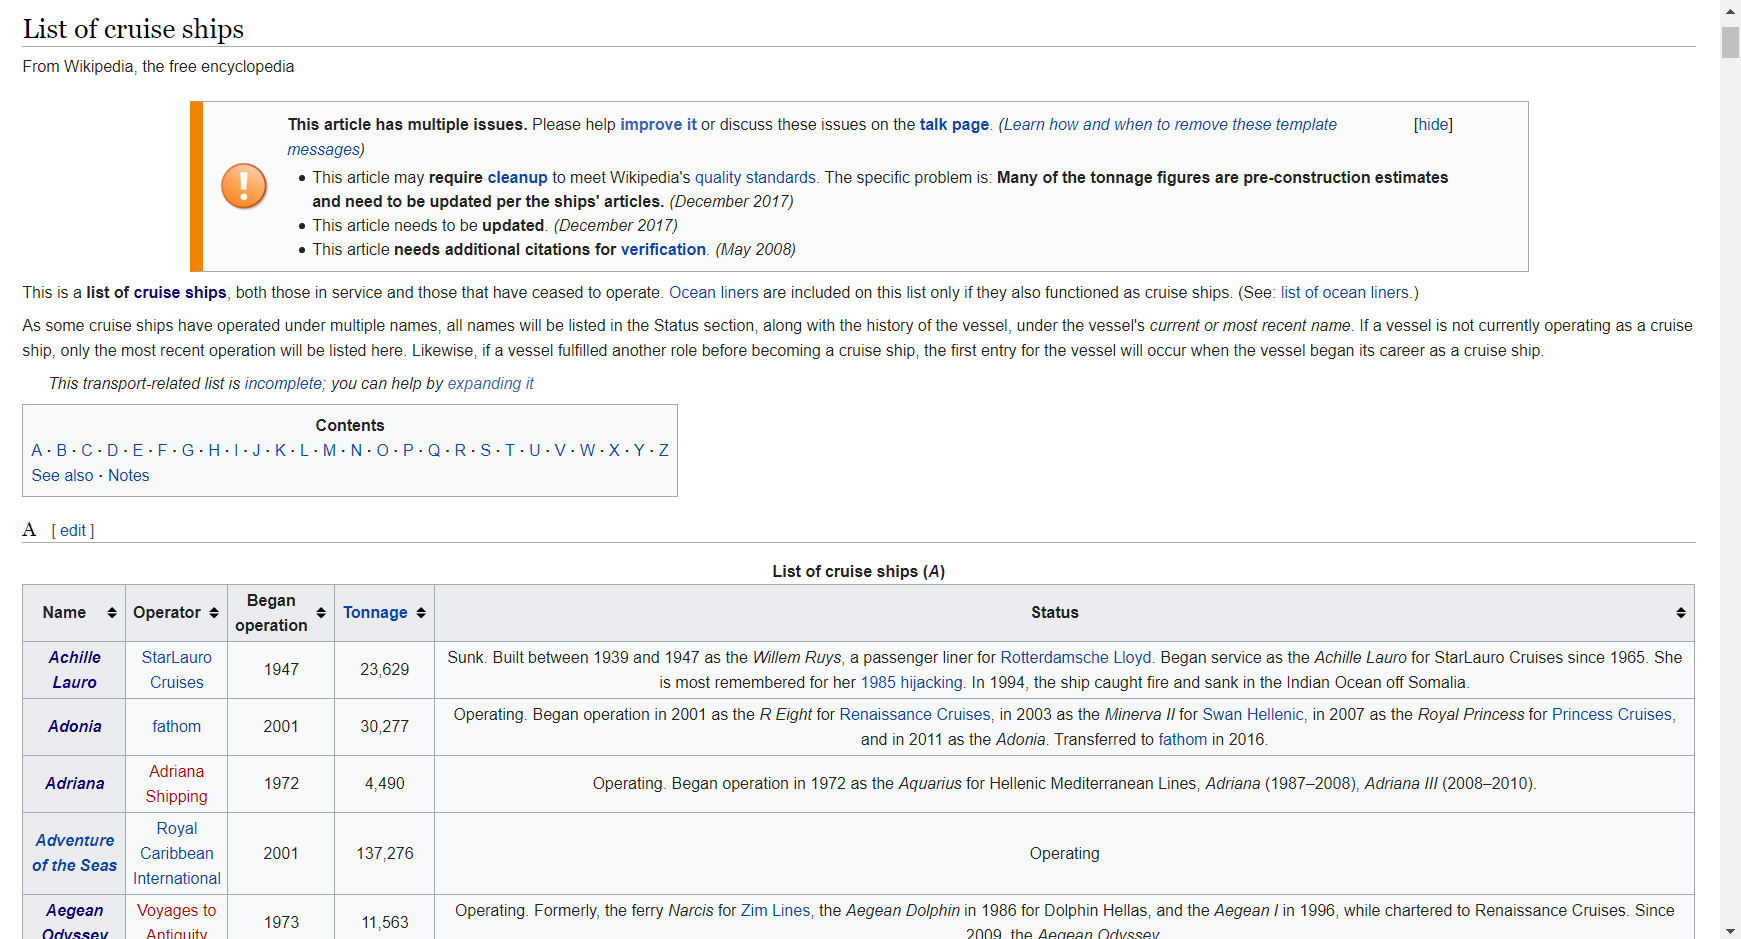 List of cruise ships
From Wikipedia, the free encyclopedia
This article has multiple issues. Please help improve it or discuss these issues on the talk page. (Learn how and when to remove these template messages)
[hide]
• This article may require cleanup to meet Wikipedia's quality standards. The specific problem is: Many of the tonnage figures are pre-construction estimates
and need to be updated per the ships' articles. (December 2017)
• This article needs to be updated. (December 2017)
• This article needs additional citations for verification. (May 2008)
This is a list of cruise ships, both those in service and those that have ceased to operate. Ocean liners are included on this list only if they also functioned as cruise ships. (See: list of ocean liners.)
As some cruise ships have operated under multiple names, all names will be listed in the Status section, along with the history of the vessel, under the vessel's current or most recent name. If a vessel is not currently operating as a cruise
ship, only the most recent operation will be listed here. Likewise, if a vessel fulfilled another role before becoming a cruise ship, the first entry for the vessel will occur when the vessel began its career as a cruise ship.
This transport-related list is incomplete; you can help by expanding it
Contents
A · B · C · D · E · F · G · H · I · J · K · L · M · N · O · P · Q · R · S · T · U · V · W · X · Y · Z
See also · Notes
A [ edit ]
List of cruise ships (A)
Name Operator Began operation Tonnage Status
Achille Lauro
StarLauro Cruises
1947
23,629
Sunk. Built between 1939 and 1947 as the Willem Ruys, a passenger liner for Rotterdamsche Lloyd. Began service as the Achille Lauro for StarLauro Cruises since 1965. She
is most remembered for her 1985 hijacking. In 1994, the ship caught fire and sank in the Indian Ocean off Somalia.
Adonia
fathom
2001
30,277
Operating. Began operation in 2001 as the R Eight for Renaissance Cruises, in 2003 as the Minerva II for Swan Hellenic, in 2007 as the Royal Princess for Princess Cruises,
and in 2011 as the Adonia. Transferred to fathom in 2016.
Adriana
Adriana Shipping
1972
4,490
Operating. Began operation in 1972 as the Aquarius for Hellenic Mediterranean Lines, Adriana (1987–2008), Adriana III (2008–2010).
Adventure of the Seas
Royal Caribbean International
2001
137,276
Operating
Aegean Odyssey
Voyages to Antiquity
1973
11,563
Operating. Formerly, the ferry Narcis for Zim Lines, the Aegean Dolphin in 1986 for Dolphin Hellas, and the Aegean I in 1996, while chartered to Renaissance Cruises. Since
2009, the Aegean Odyssey